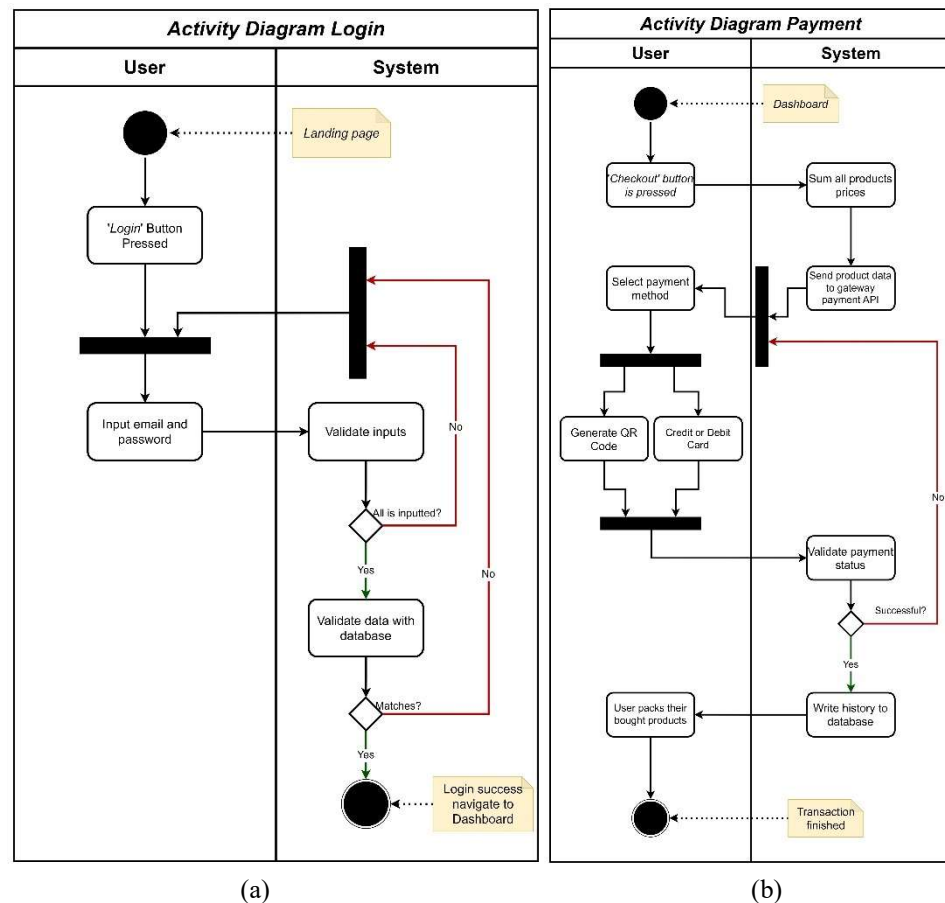 Activity Diagram Login
User
System
Landing page
'Login' Button
Pressed
Input email and
password
Validate inputs
No
All is inputted?
Yes
No
Validate data with
database
Matches?
Yes
Login success
navigate to
Dashboard
(a)
Activity Diagram Payment
User
System
Dashboard
'Checkout' button
is pressed
Sum all products
prices
Select payment
method
Send product data
to gateway
payment API
Generate QR
Code
Credit or Debit
Card
No
Validate payment
status
Successful?
Yes
User packs their
bought products
Write history to
database
Transaction
finished
(b)